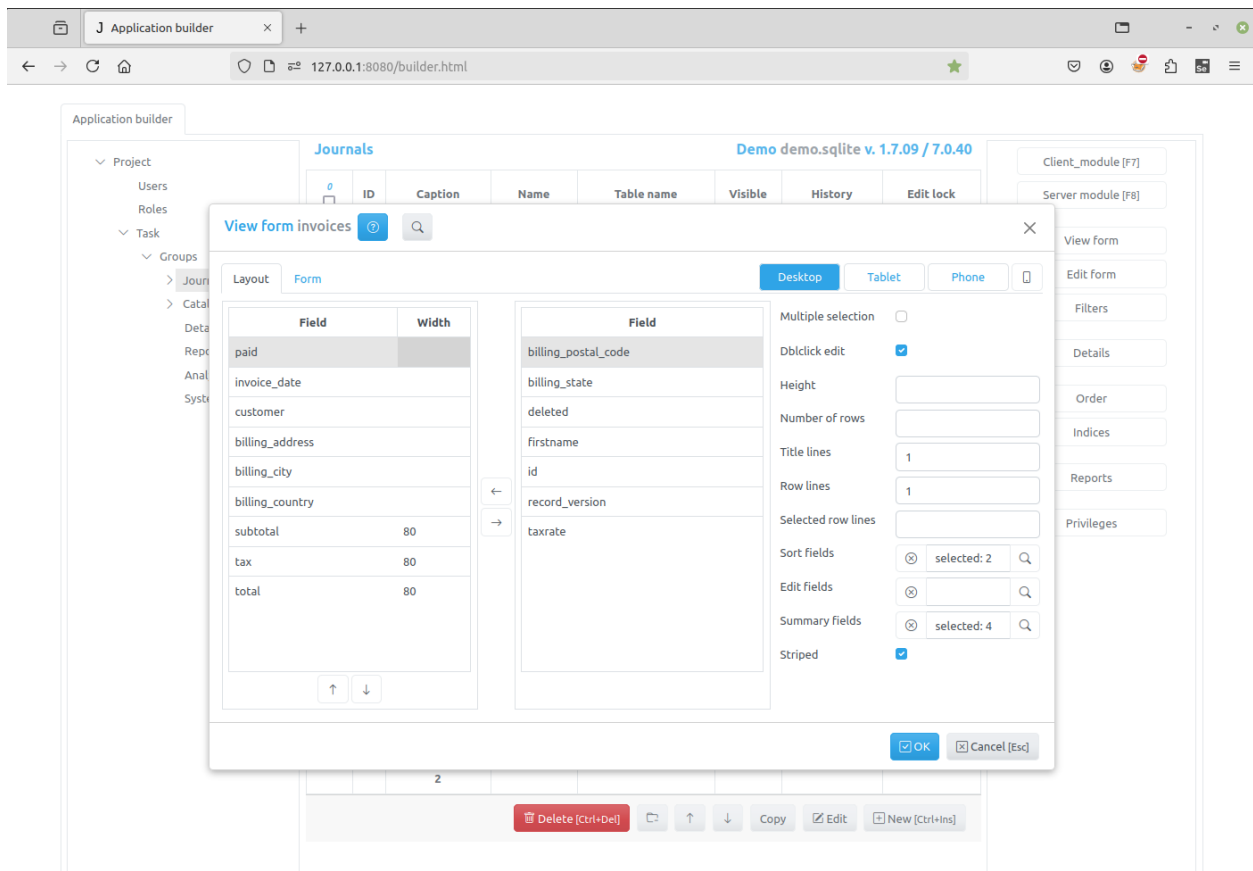 J Application builder
127.0.0.1:8080/builder.html
Application builder
Project
Users
Roles
Task
Groups
Journ
Catal
Deta
Repo
Anal
Syste
Journals
Demo demo.sqlite v. 1.7.09 / 7.0.40
0 ID Caption Name Table name Visible History Edit lock
Client_module [F7]
Server module [F8]
View form
Edit form
Filters
Details
Order
Indices
Reports
Privileges
View form invoices
Layout Form
Desktop Tablet Phone
Field Width
paid
invoice_date
customer
billing_address
billing_city
billing_country
subtotal 80
tax 80
total 80
Field
billing_postal_code
billing_state
deleted
firstname
id
record_version
taxrate
Multiple selection
Dblclick edit
Height
Number of rows
Title lines 1
Row lines 1
Selected row lines
Sort fields selected: 2
Edit fields
Summary fields selected: 4
Striped
OK Cancel [Esc]
2
Delete [Ctrl+Del] Copy Edit New [Ctrl+Ins]